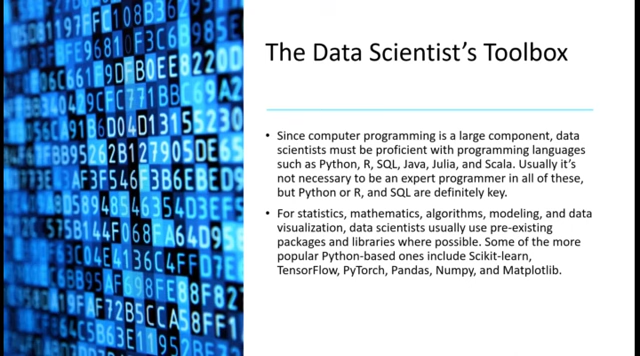 The Data Scientist's Toolbox
• Since computer programming is a large component, data
scientists must be proficient with programming languages
such as Python, R, SQL, Java, Julia, and Scala. Usually it's
not necessary to be an expert programmer in all of these,
but Python or R, and SQL are definitely key.
• For statistics, mathematics, algorithms, modeling, and data
visualization, data scientists usually use pre-existing
packages and libraries where possible. Some of the more
popular Python-based ones include Scikit-learn,
TensorFlow, PyTorch, Pandas, Numpy, and Matplotlib.